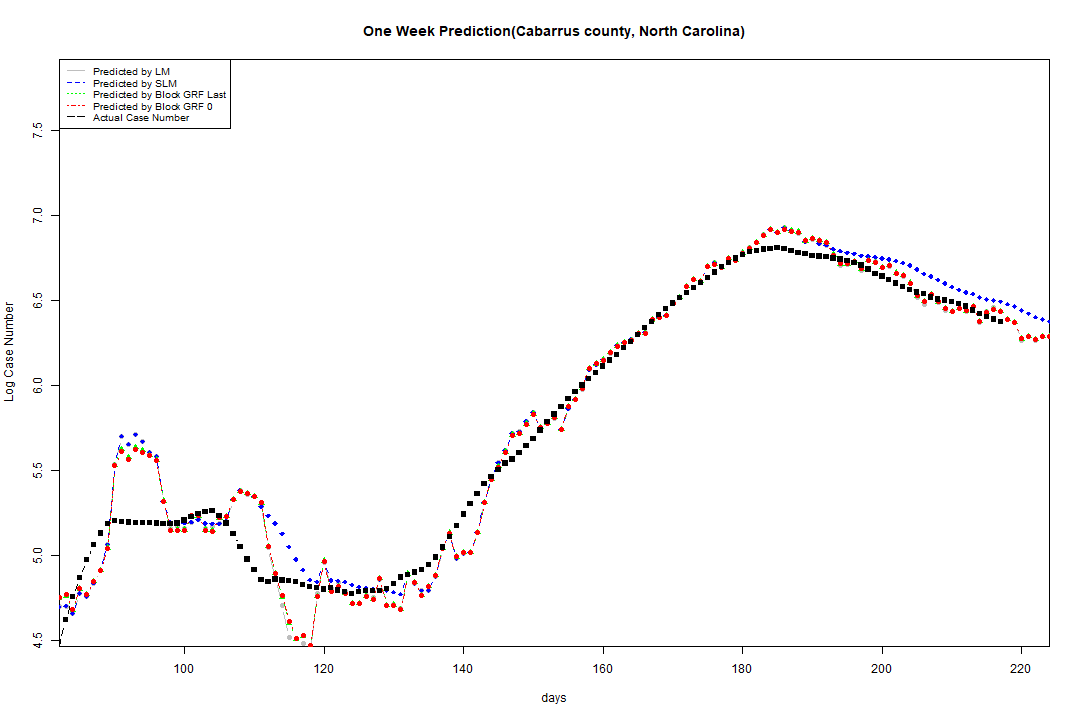 One Week Prediction(Cabarrus county, North Carolina)
Predicted by LM
Predicted by SLM
Predicted by Block GRF Last
Predicted by Block GRF 0
Actual Case Number
Log Case Number
7.5
7.0
6.5
6.0
5.5
5.0
4.5
100 120 140 160 180 200 220
days